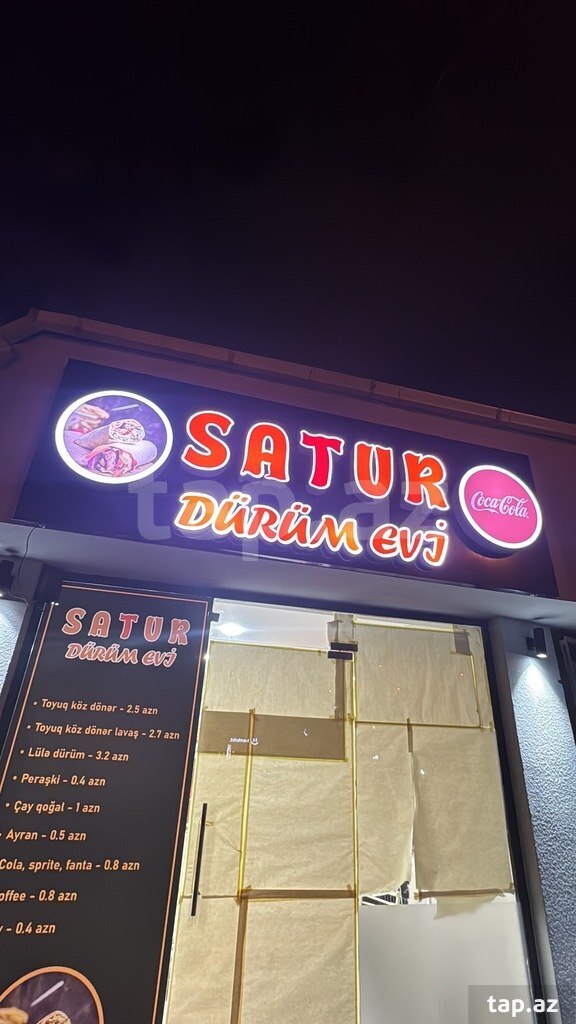 SATUR
DÜRÜM EVİ
Coca-Cola
tap.az
SATUR
DÜRÜM EVİ
• Toyuq köz dönər - 2.5 azn
• Toyuq köz dönər lavaş - 2.7 azn
• Lülə dürüm - 3.2 azn
• Peraşki - 0.4 azn
• Çay qoğal - 1 azn
• Ayran - 0.5 azn
Cola, sprite, fanta - 0.8 azn
offee - 0.8 azn
- 0.4 azn
tap.az